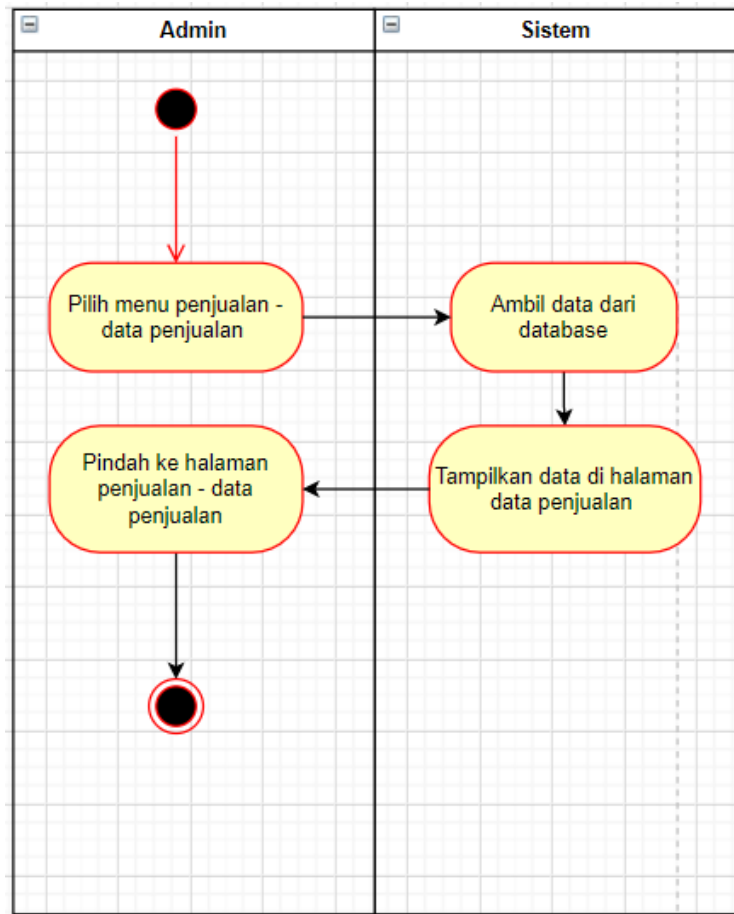 Admin
Sistem
Pilih menu penjualan -
data penjualan
Ambil data dari
database
Tampilkan data di halaman
data penjualan
Pindah ke halaman
penjualan - data
penjualan